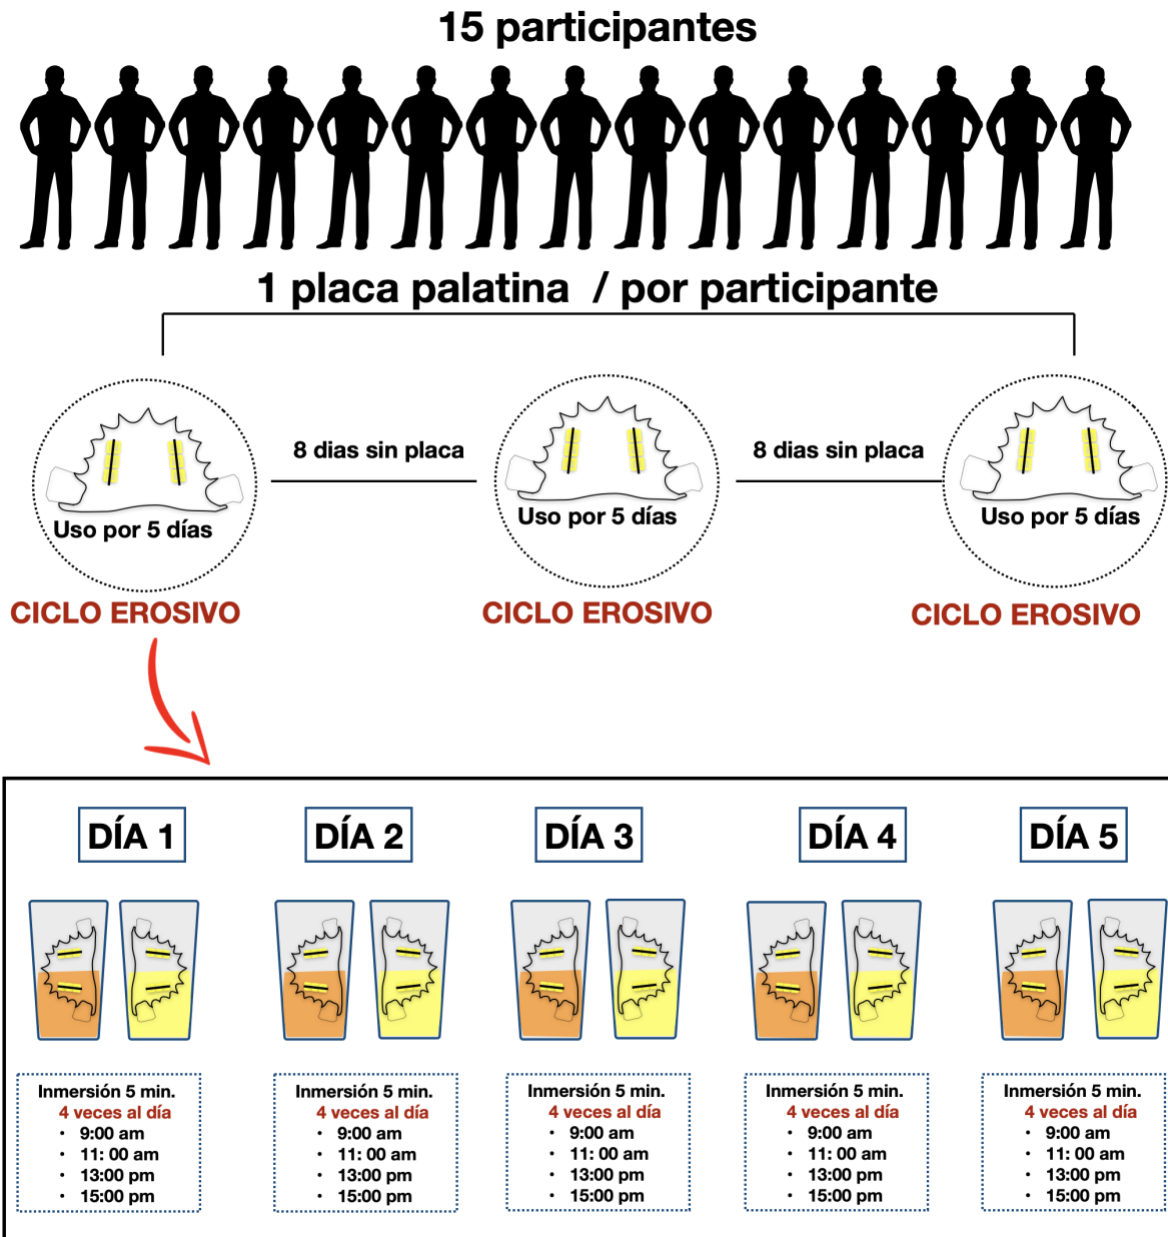 15 participantes
1 placa palatina / por participante
8 dias sin placa
8 dias sin placa
Uso por 5 días
Uso por 5 días
Uso por 5 días
CICLO EROSIVO
CICLO EROSIVO
CICLO EROSIVO
DÍA 1
DÍA 2
DÍA 3
DÍA 4
DÍA 5
Inmersión 5 min.
4 veces al día
• 9:00 am
• 11: 00 am
• 13:00 pm
• 15:00 pm
Inmersión 5 min.
4 veces al día
• 9:00 am
• 11: 00 am
• 13:00 pm
• 15:00 pm
Inmersión 5 min.
4 veces al día
• 9:00 am
• 11: 00 am
• 13:00 pm
• 15:00 pm
Inmersión 5 min.
4 veces al día
• 9:00 am
• 11: 00 am
• 13:00 pm
• 15:00 pm
Inmersión 5 min.
4 veces al día
• 9:00 am
• 11: 00 am
• 13:00 pm
• 15:00 pm